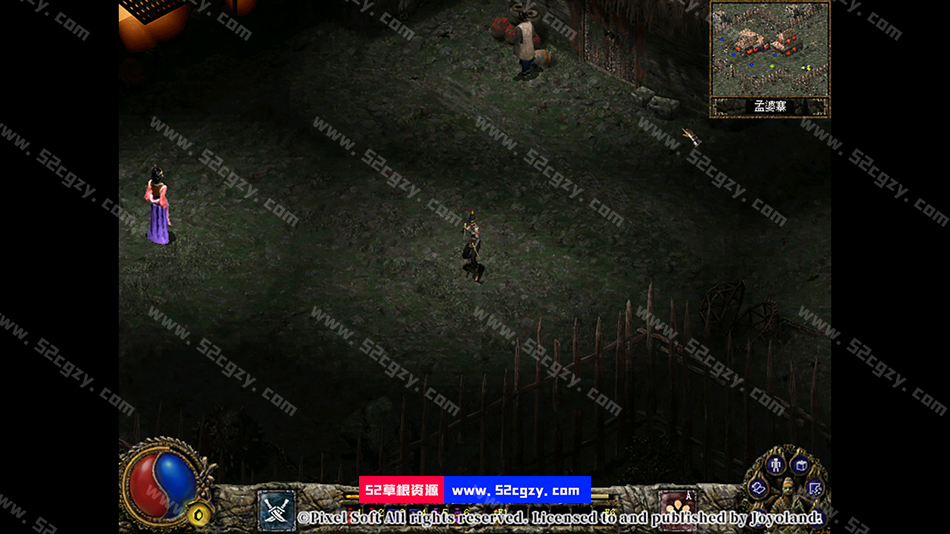 孟婆寨
www.52cgzy.com
52草根资源 www.52cgzy.com
©Pixel Soft All rights reserved. Licensed to and published by Joyoland.